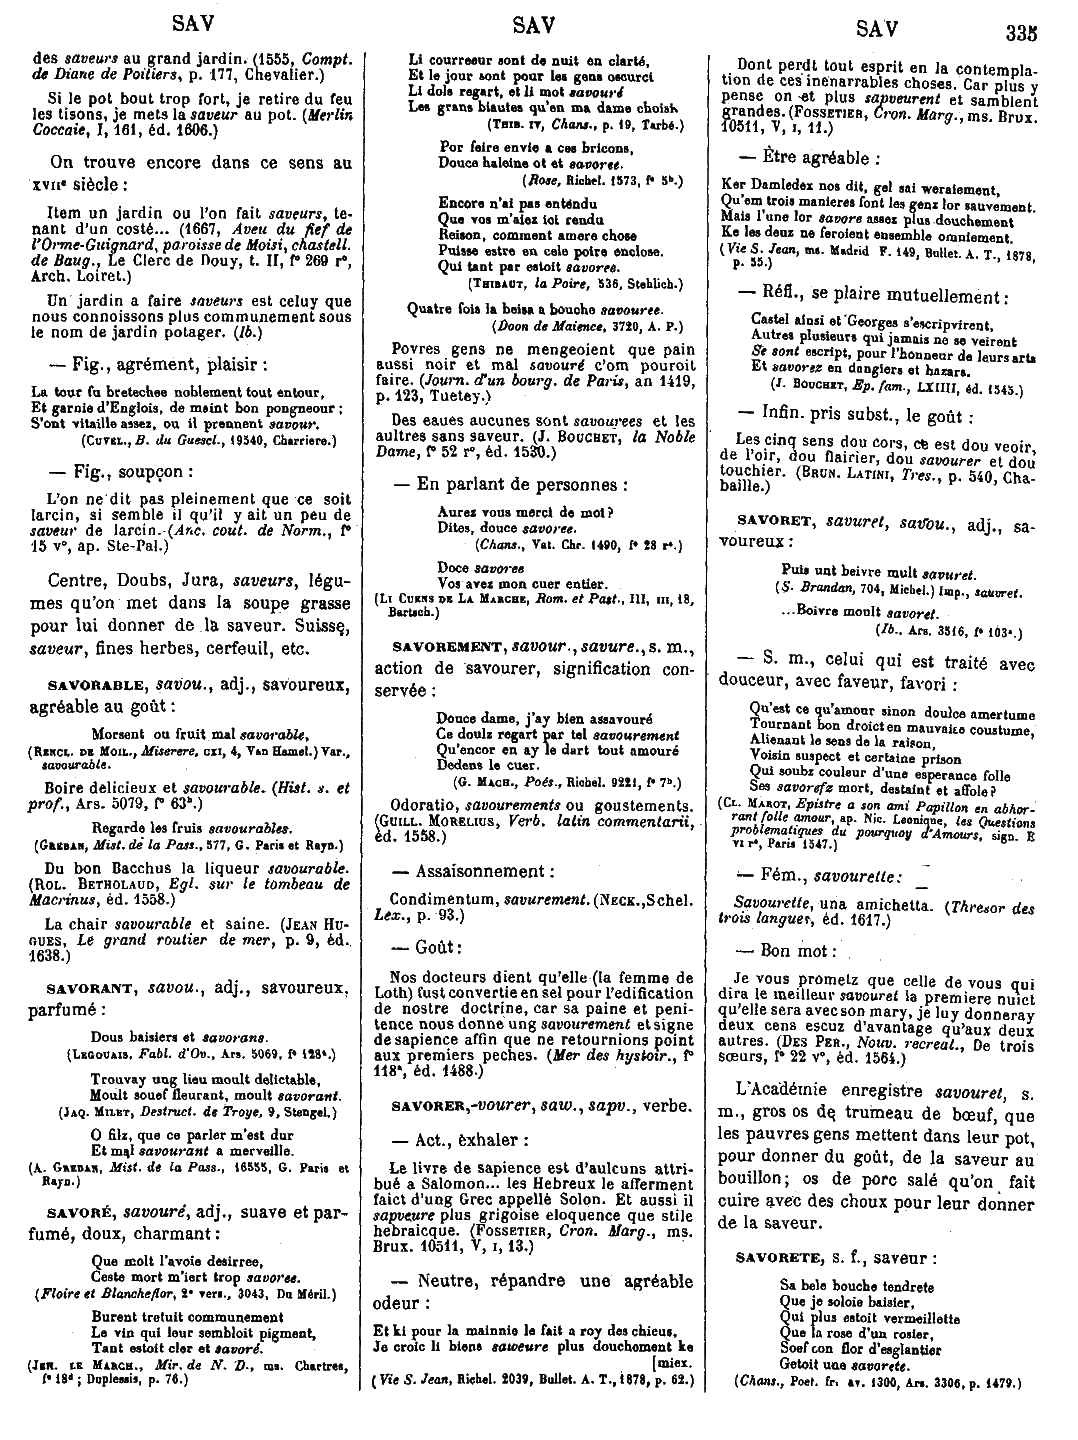 SAV
SAV
SAV
335
des saveurs au grand jardin. (1555, Compt.
de Diane de Poitiers, p. 177, Chevalier.)
Si le pot bout trop fort, je retire du feu
les tisons, je mets la saveur au pot. (Merlin
Coccaie, I, 161, éd. 1606.)
On trouve encore dans ce sens au
XVIIe siècle :
Item un jardin ou l'on fait saveurs, te-
nant d'un costé... (1667, Aveu du fief de
l'Orme-Guignard, paroisse de Moisi, chastell.
de Baug., Le Clerc de Douy, t. II, f° 269 r°,
Arch. Loiret.)
Un jardin a faire saveurs est celuy que
nous connoissons plus communement sous
le nom de jardin potager. (Ib.)
— Fig., agrément, plaisir :
La tour fu bretechee noblement tout entour,
Et garnie d'Englois, de maint bon pongneour ;
S'ont vitaille assez, ou il prennent savour.
(CUVEL., B. du Guescl., 19540, Charriere.)
— Fig., soupçon :
L'on ne dit pas pleinement que ce soit
larcin, si semble il qu'il y ait un peu de
saveur de larcin. (Anc. cout. de Norm., f°
15 v°, ap. Ste-Pal.)
Centre, Doubs, Jura, saveurs, légu-
mes qu'on met dans la soupe grasse
pour lui donner de la saveur. Suisse,
saveur, fines herbes, cerfeuil, etc.
SAVORABLE, savou., adj., savoureux,
agréable au goût :
Morsent ou fruit mal savorable,
(RENCL. DE MOIL., Miserere, CXI, 4, Van Hamel.) Var.,
savourable.
Boire delicieux et savourable. (Hist. s. et
prof., Ars. 5079, f° 63b.)
Regarde les fruis savourables.
(GREBAN, Mist. de la Pass., 577, G. Paris et Rayn.)
Du bon Bacchus la liqueur savourable.
(ROL. BETHOLAUD, Egl. sur le tombeau de
Macrinus, éd. 1558.)
La chair savourable et saine. (JEAN HU-
GUES, Le grand routier de mer, p. 9, éd.
1638.)
SAVORANT, savou., adj., savoureux,
parfumé :
Dous baisiers et savorans.
(LEGOUAIS, Fabl. d'Ov., Ars. 5069, f° 128a.)
Trouvay ung lieu moult delictable,
Moult souef fleurant, moult savorant.
(JAQ. MILET, Destruct. de Troye, 9, Stengel.)
O filz, que ce parler m'est dur
Et mal savourant a merveille.
(A. GREBAN, Mist. de la Pass., 16555, G. Paris et
Rayn.)
SAVORÉ, savouré, adj., suave et par-
fumé, doux, charmant :
Que molt l'avoie desirree,
Ceste mort m'iert trop savoree.
(Floire et Blancheflor, 2e vers., 3043, Du Méril.)
Burent tretuit communement
Le vin qui leur sembloit pigment,
Tant estoit cler et savoré.
(JEH. LE MARCH., Mir. de N. D., ms. Chartres,
f° 18d ; Duplessis, p. 76.)
Li courreeur sont de nuit en clarté,
Et le jour sont pour les gens oscurci
Li dols regart, et li mot savouré
Les grans biautes qu'en ma dame choisk
(THIB. IV, Chans., p. 19, Tarbé.)
Por feire envie a ces bricons,
Douce haleine ot et savoree.
(Rose, Richel. 1573, f° 5b.)
Encore n'ai pas entendu
Que vos m'aiez ici rendu
Reison, comment amere chose
Puisse estre en cele poire enclose.
Qui tant par estoit savoree.
(THIBAUT, la Poire, 536, Stehlich.)
Quatre fois la beisa a bouche savouree.
(Doon de Maience, 3720, A. P.)
Povres gens ne mengeoient que pain
aussi noir et mal savouré c'om pouroit
faire. (Journ. d'un bourg. de Paris, an 1419,
p. 123, Tuetey.)
Des eaues aucunes sont savourees et les
aultres sans saveur. (J. BOUCHET, la Noble
Dame, f° 52 r°, éd. 1530.)
— En parlant de personnes :
Aurez vous merci de moi ?
Dites, douce savoree.
(Chans., Vat. Chr. 1490, f° 28 r°.)
Doce savoree
Vos avez mon cuer entier.
(LI CUENS DE LA MARCHE, Rom. et Past., III, III, 18,
Bartsch.)
SAVOREMENT, savour., savure., s. m.,
action de savourer, signification con-
servée :
Douce dame, j'ay bien assavouré
Ce doulz regart par tel savourement
Qu'encor en ay le dart tout amouré
Dedens le cuer.
(G. MACH., Poés., Richel. 9221, f° 7b.)
Odoratio, savourements ou goustements.
(GUILL. MORELIUS, Verb. latin commentarii,
éd. 1558.)
— Assaisonnement :
Condimentum, savurement. (NECK., Schel.
Lex., p. 93.)
— Goût :
Nos docteurs dient qu'elle (la femme de
Loth) fust convertie en sel pour l'edification
de nostre doctrine, car sa paine et peni-
tence nous donne ung savourement et signe
de sapience affin que ne retournions point
aux premiers peches. (Mer des hystoir., f°
118a, éd. 1488.)
SAVORER, -vourer, saw., sapv., verbe.
— Act., exhaler :
Le livre de sapience est d'aulcuns attri-
bué a Salomon... les Hebreux le afferment
faict d'ung Grec appellé Solon. Et aussi il
sapveure plus grigoise eloquence que stile
hebraicque. (FOSSETIER, Cron. Marg., ms.
Brux. 10511, V, I, 13.)
— Neutre, répandre une agréable
odeur :
Et ki pour la mainnie le fait a roy des chieus,
Je croic li biens saweure plus douchoment ke
[miex.
(Vie S. Jean, Richel. 2039, Bullet. A. T., 1878, p. 62.)
Dont perdt tout esprit en la contempla-
tion de ces inenarrables choses. Car plus y
pense on et plus sapveurent et samblent
grandes. (FOSSETIER, Cron. Marg., ms. Brux.
10511, V, I, 11.)
— Être agréable :
Ker Damledex nos dit, gel sai weraiement,
Qu'em trois manieres font les genz lor sauvement.
Mais l'une lor savore assez plus douchement
Ke les deuz ne feroient ensemble omniement.
(Vie S. Jean, ms. Madrid F. 149, Bullet. A. T., 1878,
p. 55.)
— Réfl., se plaire mutuellement :
Castel ainsi et Georges s'escripvirent,
Autres plusieurs qui jamais ne se veirent
Se sont escript, pour l'honneur de leurs arts
Et savorez en dangiers et hazars.
(J. BOUCHET, Ep. fam., LXIIII, éd. 1545.)
— Infin. pris subst., le goût :
Les cinq sens dou cors, ce est dou veoir,
de l'oir, dou flairier, dou savourer et dou
touchier. (BRUN. LATINI, Tres., p. 540, Cha-
baille.)
SAVORET, savuret, savou., adj., sa-
voureux :
Puis unt beivre mult savuret.
(S. Brandan, 704, Michel.) Imp., sauvret.
...Boivre moult savoret.
(Ib., Ars. 3516, f° 103a.)
— S. m., celui qui est traité avec
douceur, avec faveur, favori :
Qu'est ce qu'amour sinon doulce amertume
Tournant bon droict en mauvaise coustume,
Alienant le sens de la raison,
Voisin suspect et certaine prison
Qui soubz couleur d'une esperance folle
Ses savoretz mort, destaint et affole ?
(CL. MAROT, Epistre a son ami Papillon en abhor-
rant folle amour, ap. Nic. Leonique, les Questions
problematiques du pourquoy d'Amours, sign. E
VI r°, Paris 1547.)
— Fém., savourette :
Savourette, una amichetta. (Thresor des
trois langues, éd. 1617.)
— Bon mot :
Je vous prometz que celle de vous qui
dira le meilleur savouret la premiere nuict
qu'elle sera avec son mary, je luy donneray
deux cens escuz d'avantage qu'aux deux
autres. (DES PER., Nouv. recreat., De trois
sœurs, f° 22 v°, éd. 1564.)
L'Académie enregistre savouret, s.
m., gros os de trumeau de bœuf, que
les pauvres gens mettent dans leur pot,
pour donner du goût, de la saveur au
bouillon ; os de porc salé qu'on fait
cuire avec des choux pour leur donner
de la saveur.
SAVORETE, s. f., saveur :
Sa bele bouche tendrete
Que je soloie baisier,
Qui plus estoit vermeillette
Que la rose d'un rosier,
Soef con flor d'esglantier
Getoit une savorete.
(Chans., Poet. fr. av. 1300, Ars. 3306, p. 1479.)